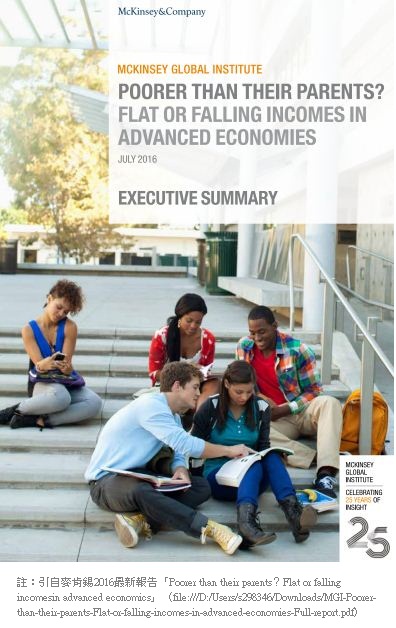 McKinsey&Company
MCKINSEY GLOBAL INSTITUTE
POORER THAN THEIR PARENTS?
FLAT OR FALLING INCOMES IN
ADVANCED ECONOMIES
JULY 2016
EXECUTIVE SUMMARY
MCKINSEY
GLOBAL
INSTITUTE
CELEBRATING
25 YEARS OF
INSIGHT
25
註：引自麥肯錫2016最新報告「Poorer than their parents? Flat or falling
incomesin advanced economics」（file:///D:/Users/s298346/Downloads/MGI-Poorer-
than-their-parents-Flat-or-falling-incomes-in-advanced-economies-Full-report.pdf）